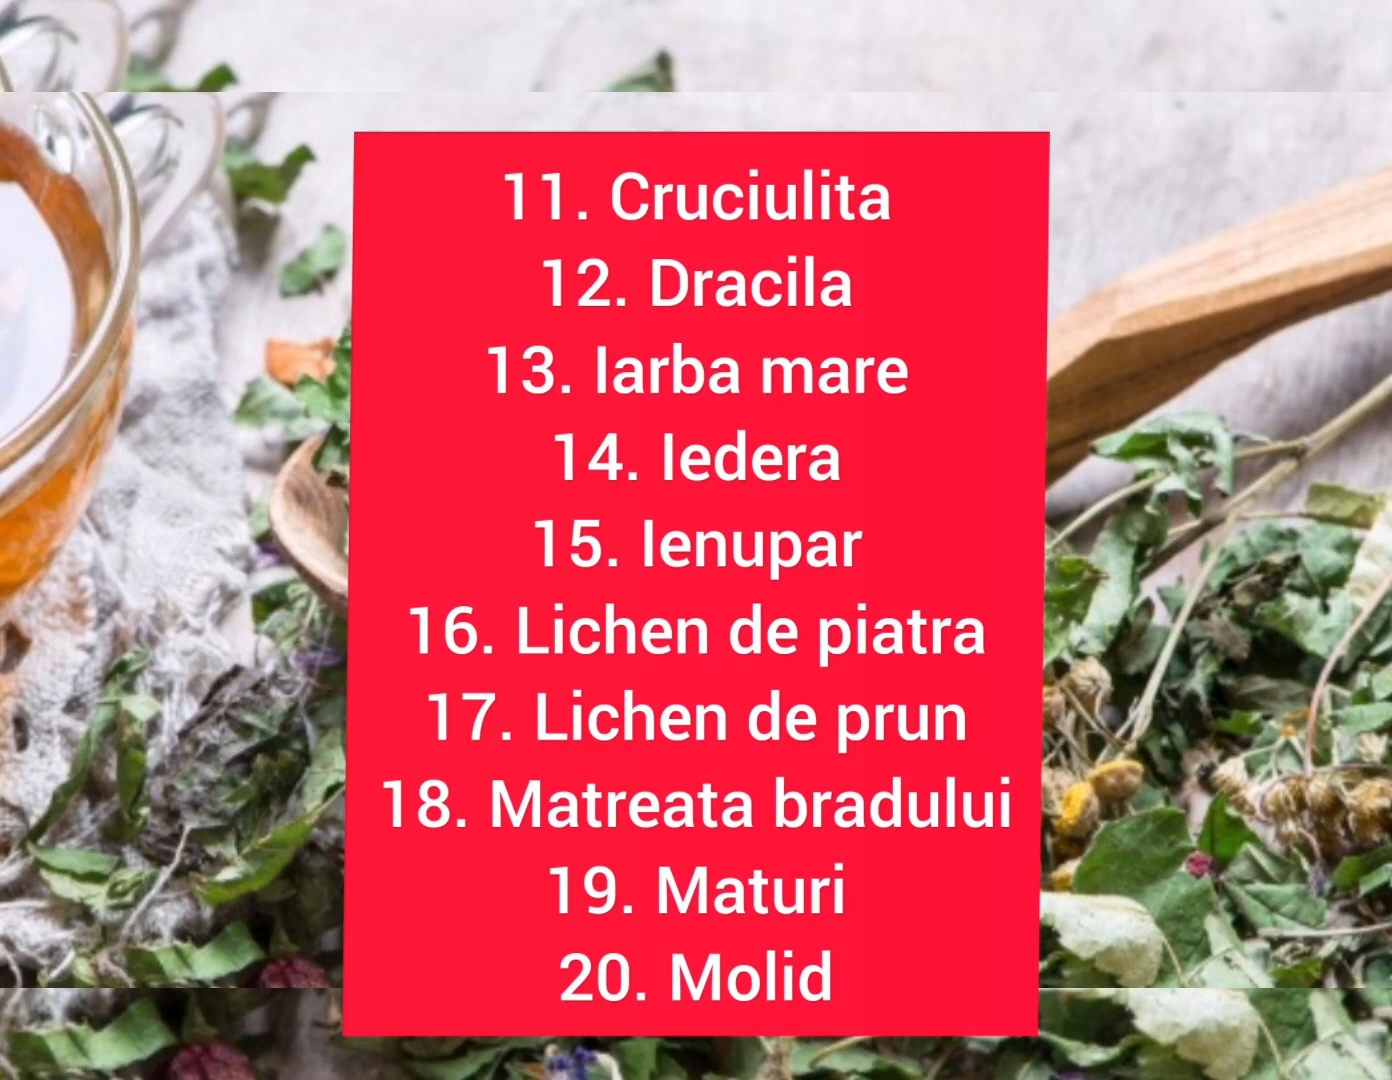 11. Cruciulita
12. Dracila
13. Iarba mare
14. Iedera
15. Ienupar
16. Lichen de piatra
17. Lichen de prun
18. Matreata bradului
19. Maturi
20. Molid